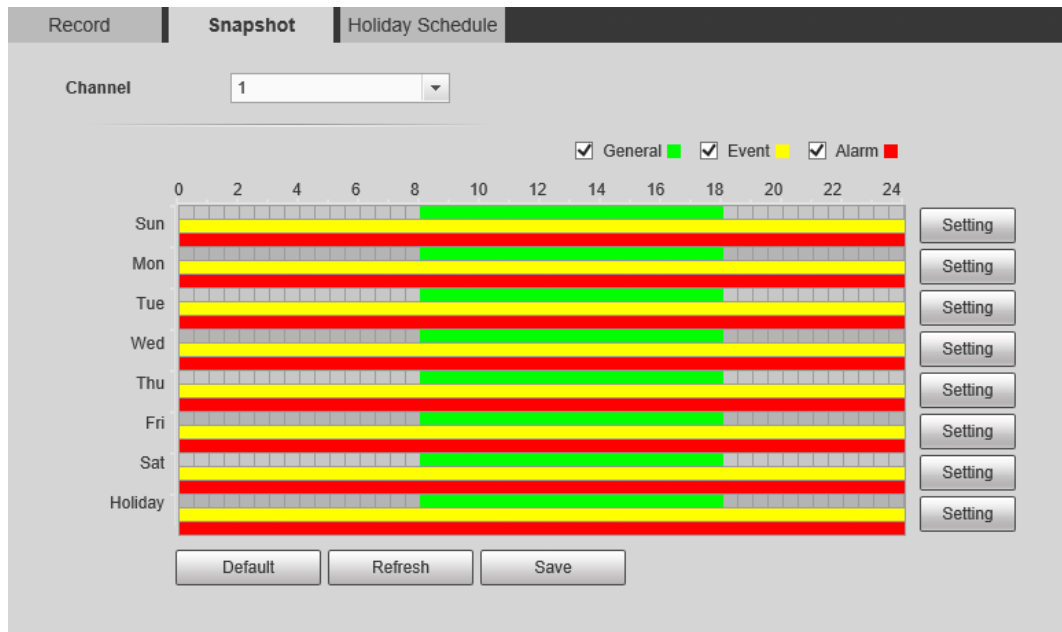 Record Snapshot Holiday Schedule
Channel 1
General Event Alarm
0 2 4 6 8 10 12 14 16 18 20 22 24
Sun Setting
Mon Setting
Tue Setting
Wed Setting
Thu Setting
Fri Setting
Sat Setting
Holiday Setting
Default Refresh Save